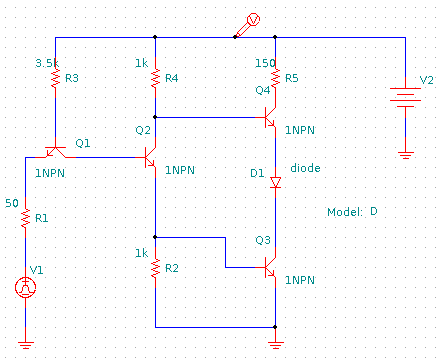 V
3.5k
R3
1k
R4
150
R5
V2
Q4
1NPN
Q2
Q1
1NPN
1NPN
D1
diode
50
R1
Model: D
V1
Q3
1k
R2
1NPN